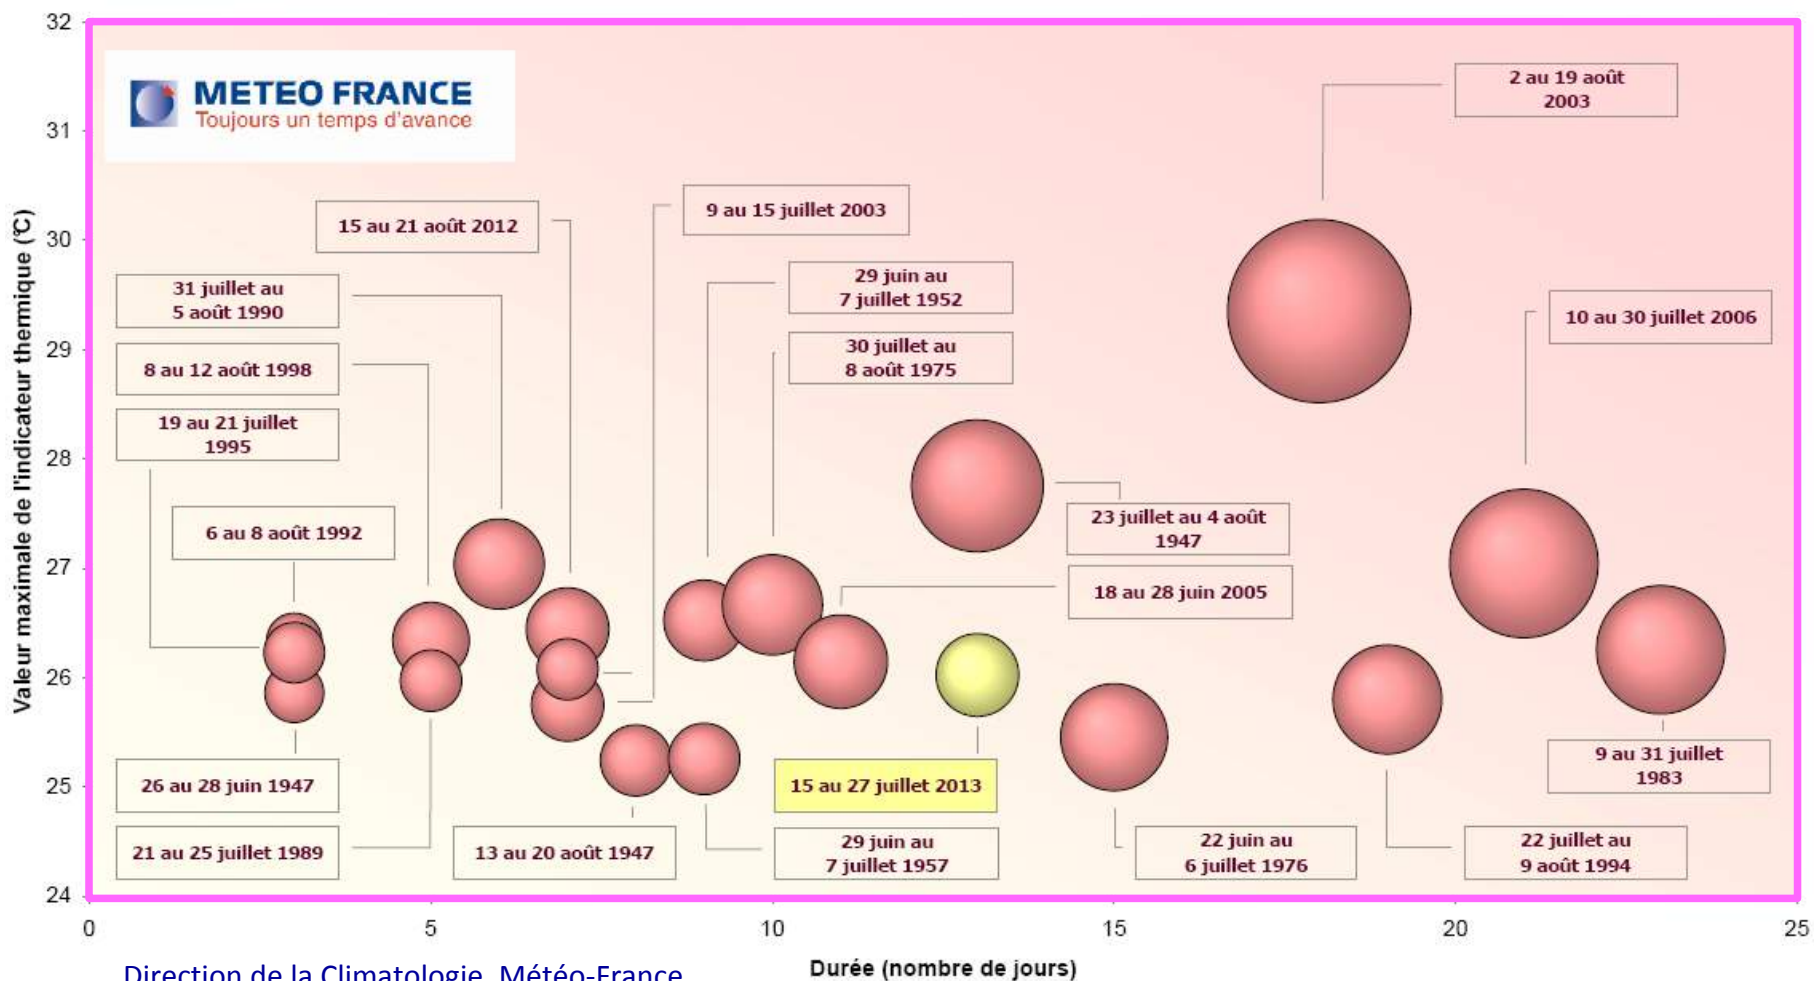 32
31
30
29
28
27
26
25
24
Valeur maximale de l'indicateur thermique (°C)
METEO FRANCE
Toujours un temps d'avance
2 au 19 août
2003
9 au 15 juillet 2003
15 au 21 août 2012
29 juin au
7 juillet 1952
31 juillet au
5 août 1990
10 au 30 juillet 2006
30 juillet au
8 août 1975
8 au 12 août 1998
19 au 21 juillet
1995
6 au 8 août 1992
23 juillet au 4 août
1947
18 au 28 juin 2005
9 au 31 juillet
1983
26 au 28 juin 1947
15 au 27 juillet 2013
21 au 25 juillet 1989
13 au 20 août 1947
29 juin au
7 juillet 1957
22 juin au
6 juillet 1976
22 juillet au
9 août 1994
0 5 10 15 20 25
Durée (nombre de jours)
Direction de la Climatologie, Météo-France